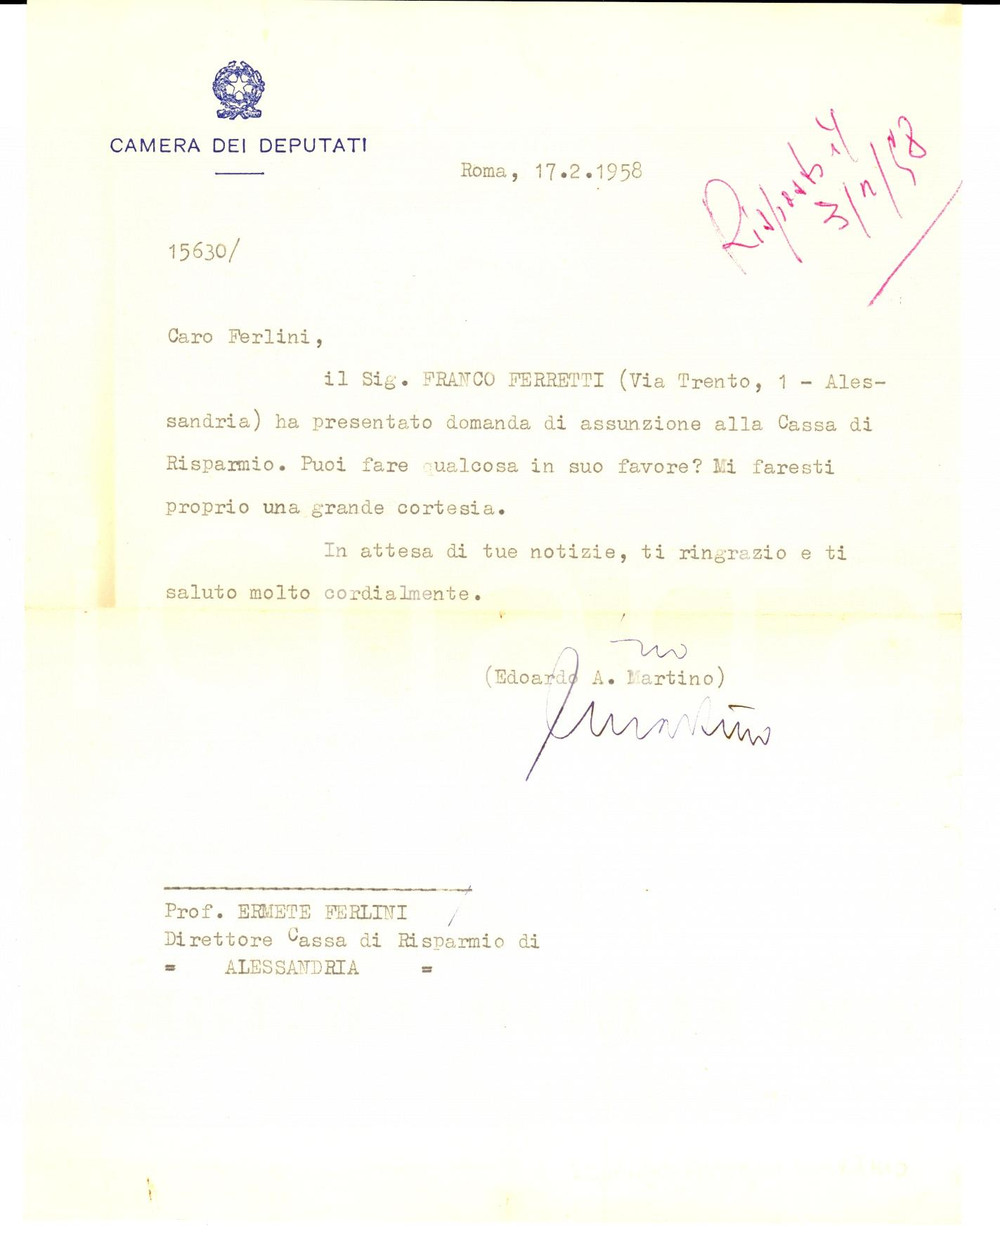 CAMERA DEI DEPUTATI
Roma, 17.2.1958
Risposto il
15630/
Caro Ferlini,
il Sig. FRANCO FERRETTI (Via Trento, 1 - Ales-
sandria) ha presentato domanda di assunzione alla Cassa di
Risparmio. Puoi fare qualcosa in suo favore? Mi faresti
proprio una grande cortesia.
In attesa di tue notizie, ti ringrazio e ti
saluto molto cordialmente.
(Edoardo A. Martino)
Prof. ERMETE FERLINI
Direttore Cassa di Risparmio di
= ALESSANDRIA =